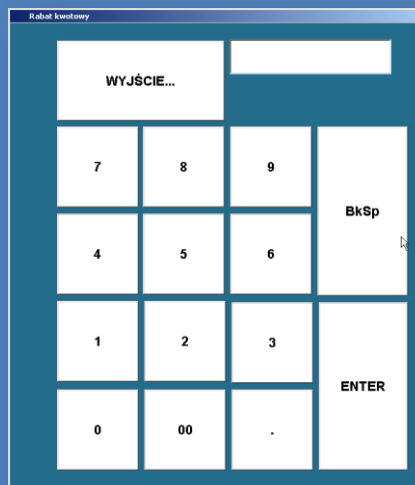 Rabat kwotowy
WYJŚCIE...
7 8 9
BkSp
4 5 6
1 2 3
ENTER
0 00 .